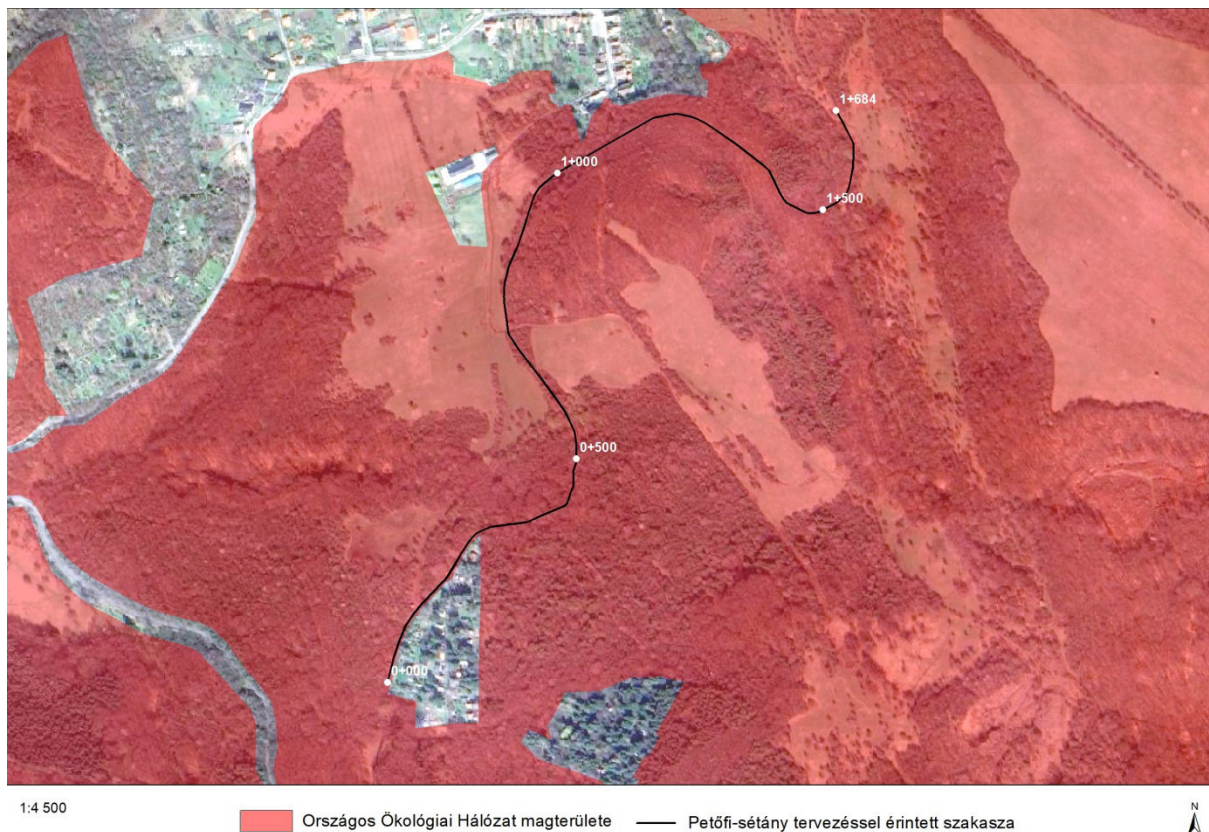 1+684
1+000
1+500
0+500
0+000
1:4 500
Országos Ökológiai Hálózat magterülete
Petőfi-sétány tervezéssel érintett szakasza
N